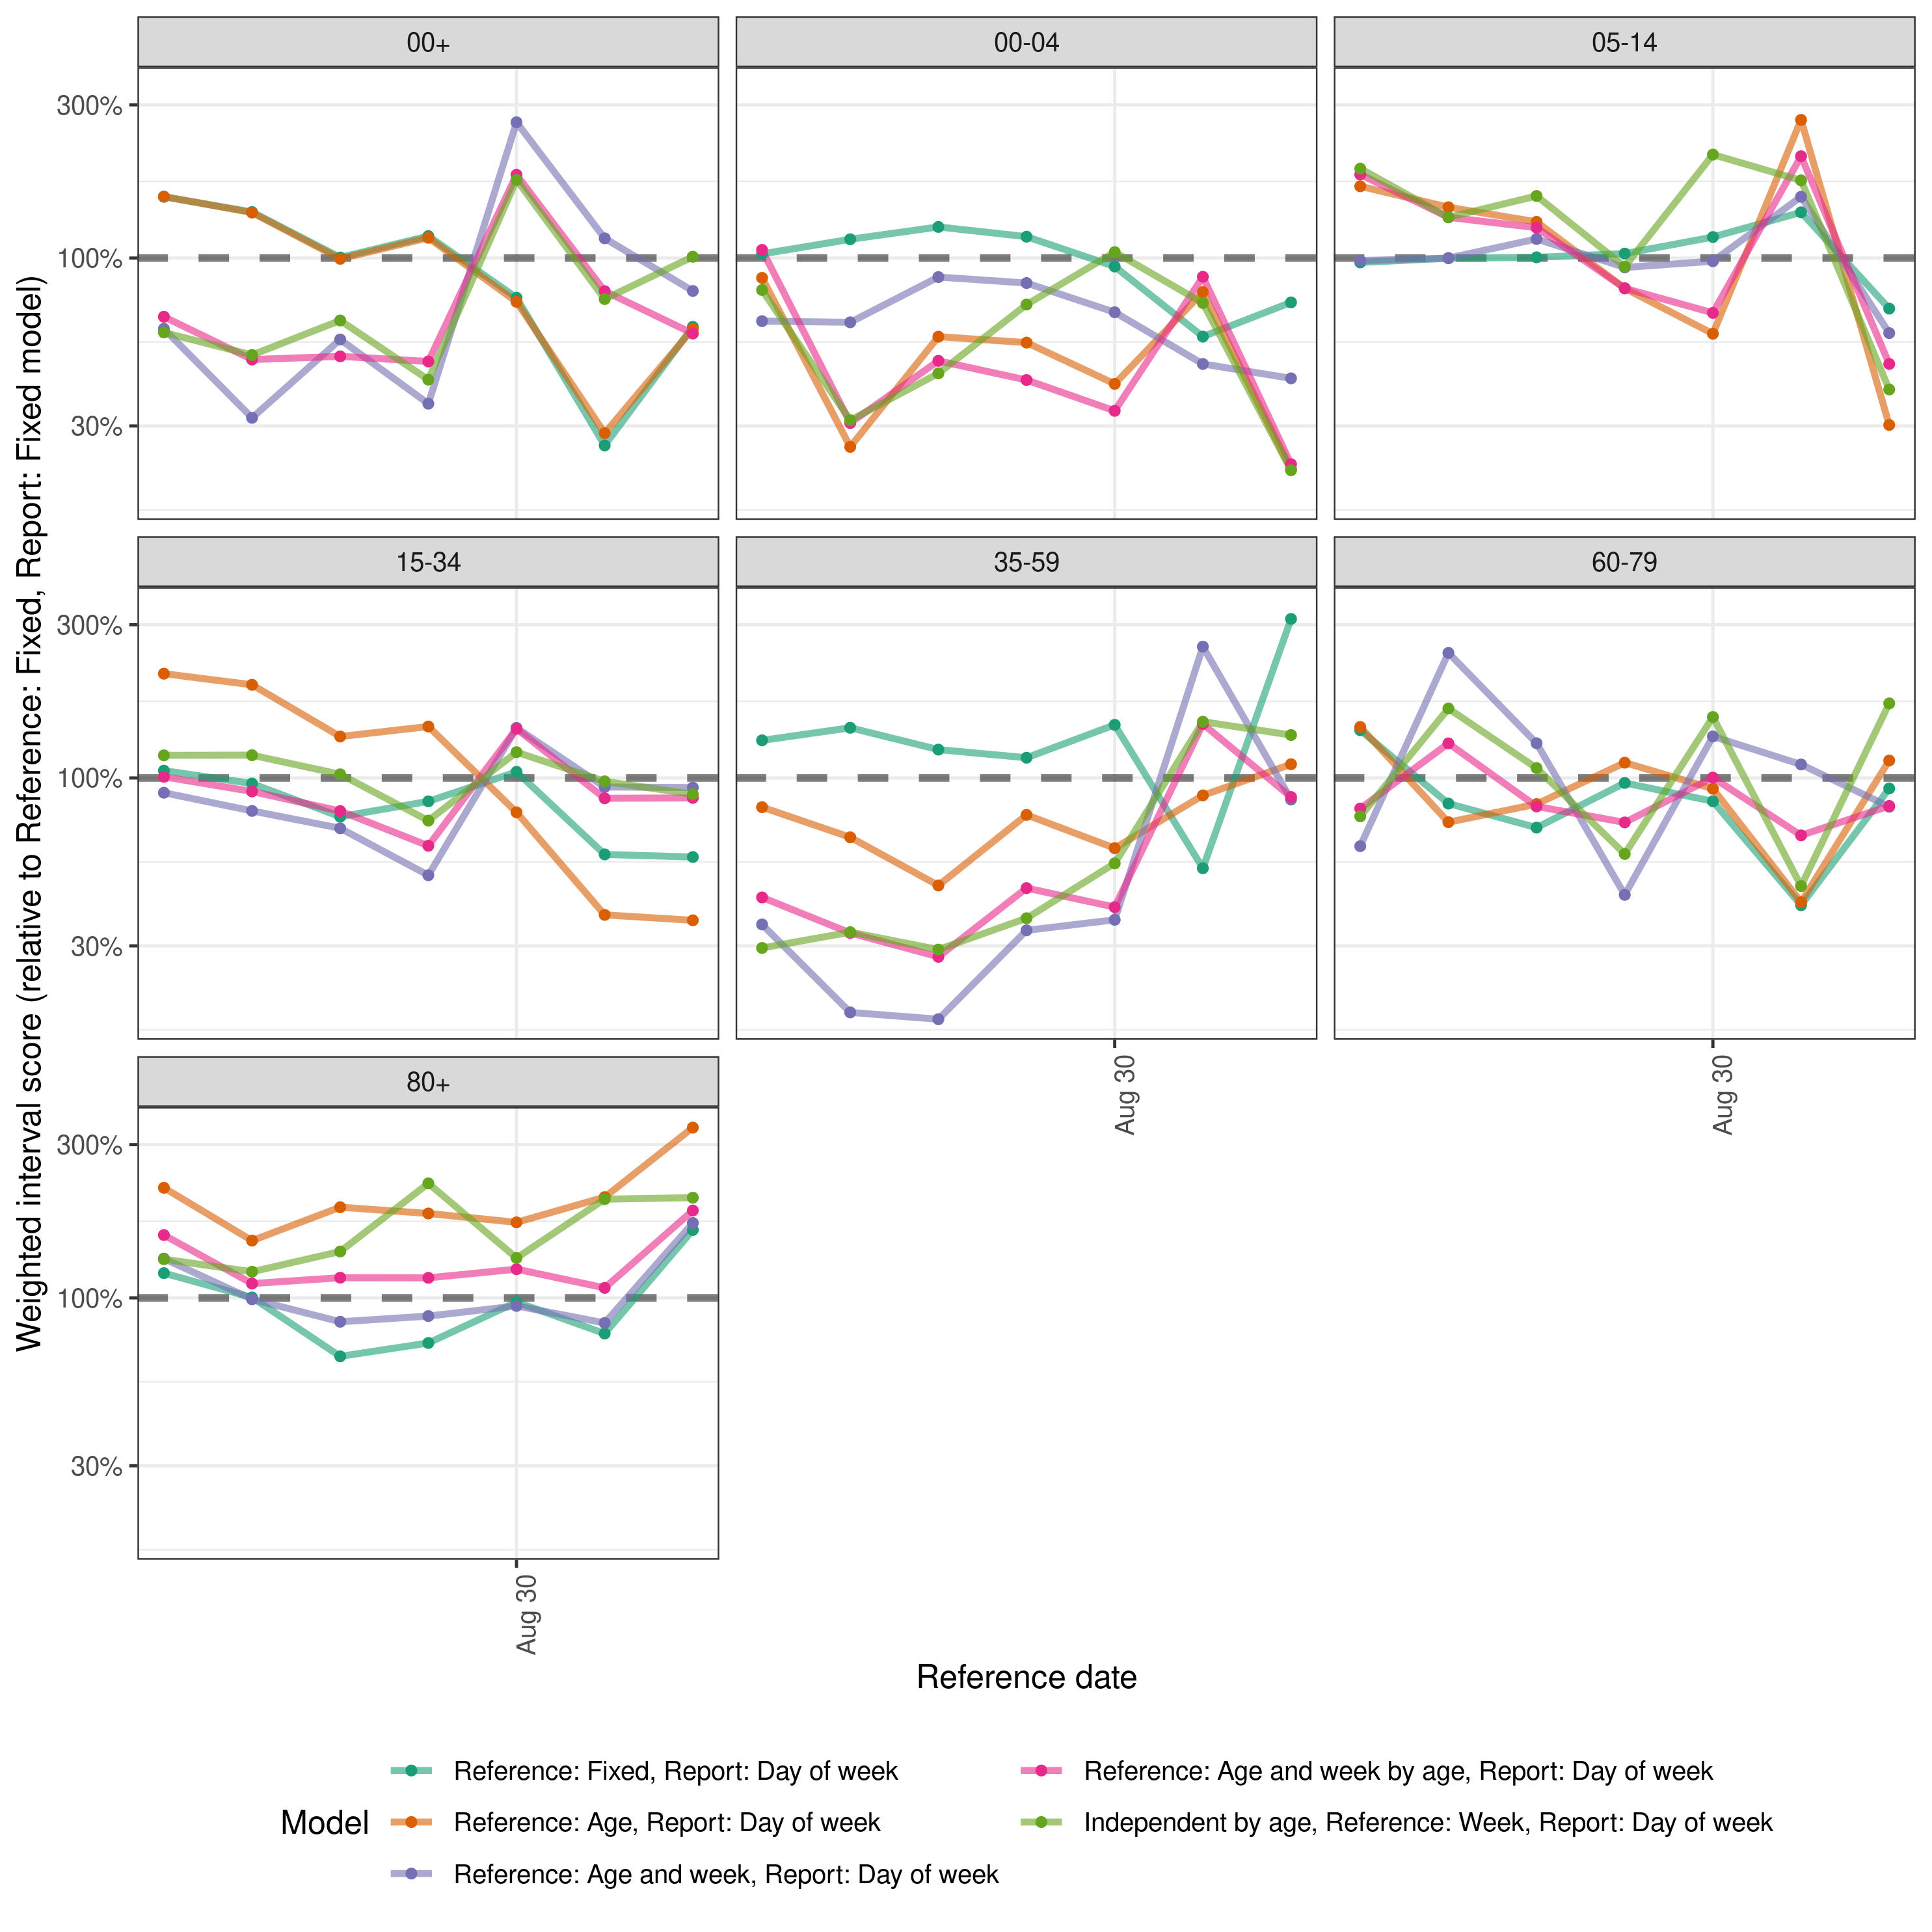 00+
00-04
05-14
300%
100%
30%
15-34
35-59
60-79
300%
100%
30%
Aug 30
Aug 30
80+
300%
100%
30%
Aug 30
Weighted interval score (relative to Reference: Fixed, Report: Fixed model)
Reference date
Model
Reference: Fixed, Report: Day of week
Reference: Age, Report: Day of week
Reference: Age and week, Report: Day of week
Reference: Age and week by age, Report: Day of week
Independent by age, Reference: Week, Report: Day of week